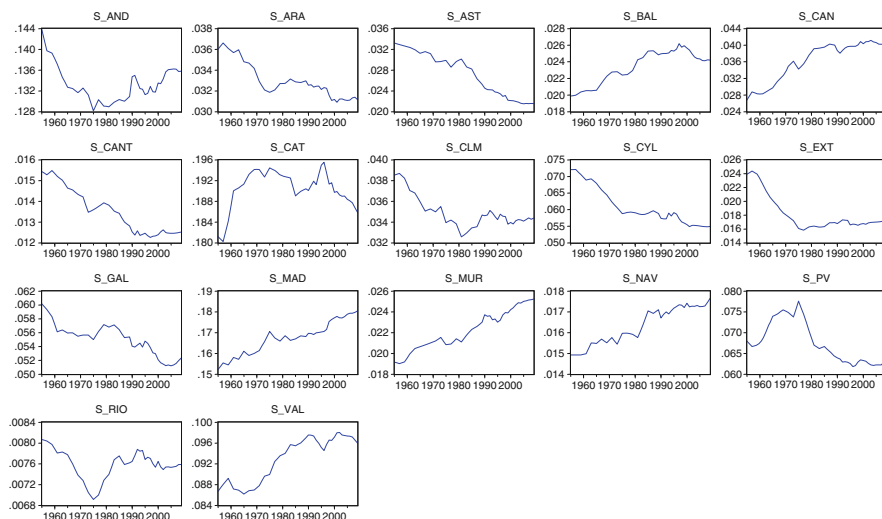 S_AND S_ARA S_AST S_BAL S_CAN
.144 .038 .036 .028 .044
.140 .036 .032 .026 .040
.136 .034 .028 .024 .036
.132 .032 .024 .022 .032
.128 .030 .020 .020 .028
.018 .024
1960 1970 1980 1990 2000 1960 1970 1980 1990 2000 1960 1970 1980 1990 2000 1960 1970 1980 1990 2000 1960 1970 1980 1990 2000
S_CANT S_CAT S_CLM S_CYL S_EXT
.016 .196 .040 .075 .026
.015 .192 .038 .070 .024
.014 .188 .036 .065 .022
.013 .184 .034 .060 .020
.012 .180 .032 .055 .018
.050 .016
.014
1960 1970 1980 1990 2000 1960 1970 1980 1990 2000 1960 1970 1980 1990 2000 1960 1970 1980 1990 2000 1960 1970 1980 1990 2000
S_GAL S_MAD S_MUR S_NAV S_PV
.062 .19 .026 .018 .080
.060 .18 .024 .017 .075
.058 .17 .022 .016 .070
.056 .16 .020 .015 .065
.054 .15 .018 .014 .060
.052
.050
1960 1970 1980 1990 2000 1960 1970 1980 1990 2000 1960 1970 1980 1990 2000 1960 1970 1980 1990 2000 1960 1970 1980 1990 2000
S_RIO S_VAL
.0084 .100
.0080 .096
.0076 .092
.0072 .088
.0068 .084
1960 1970 1980 1990 2000 1960 1970 1980 1990 2000